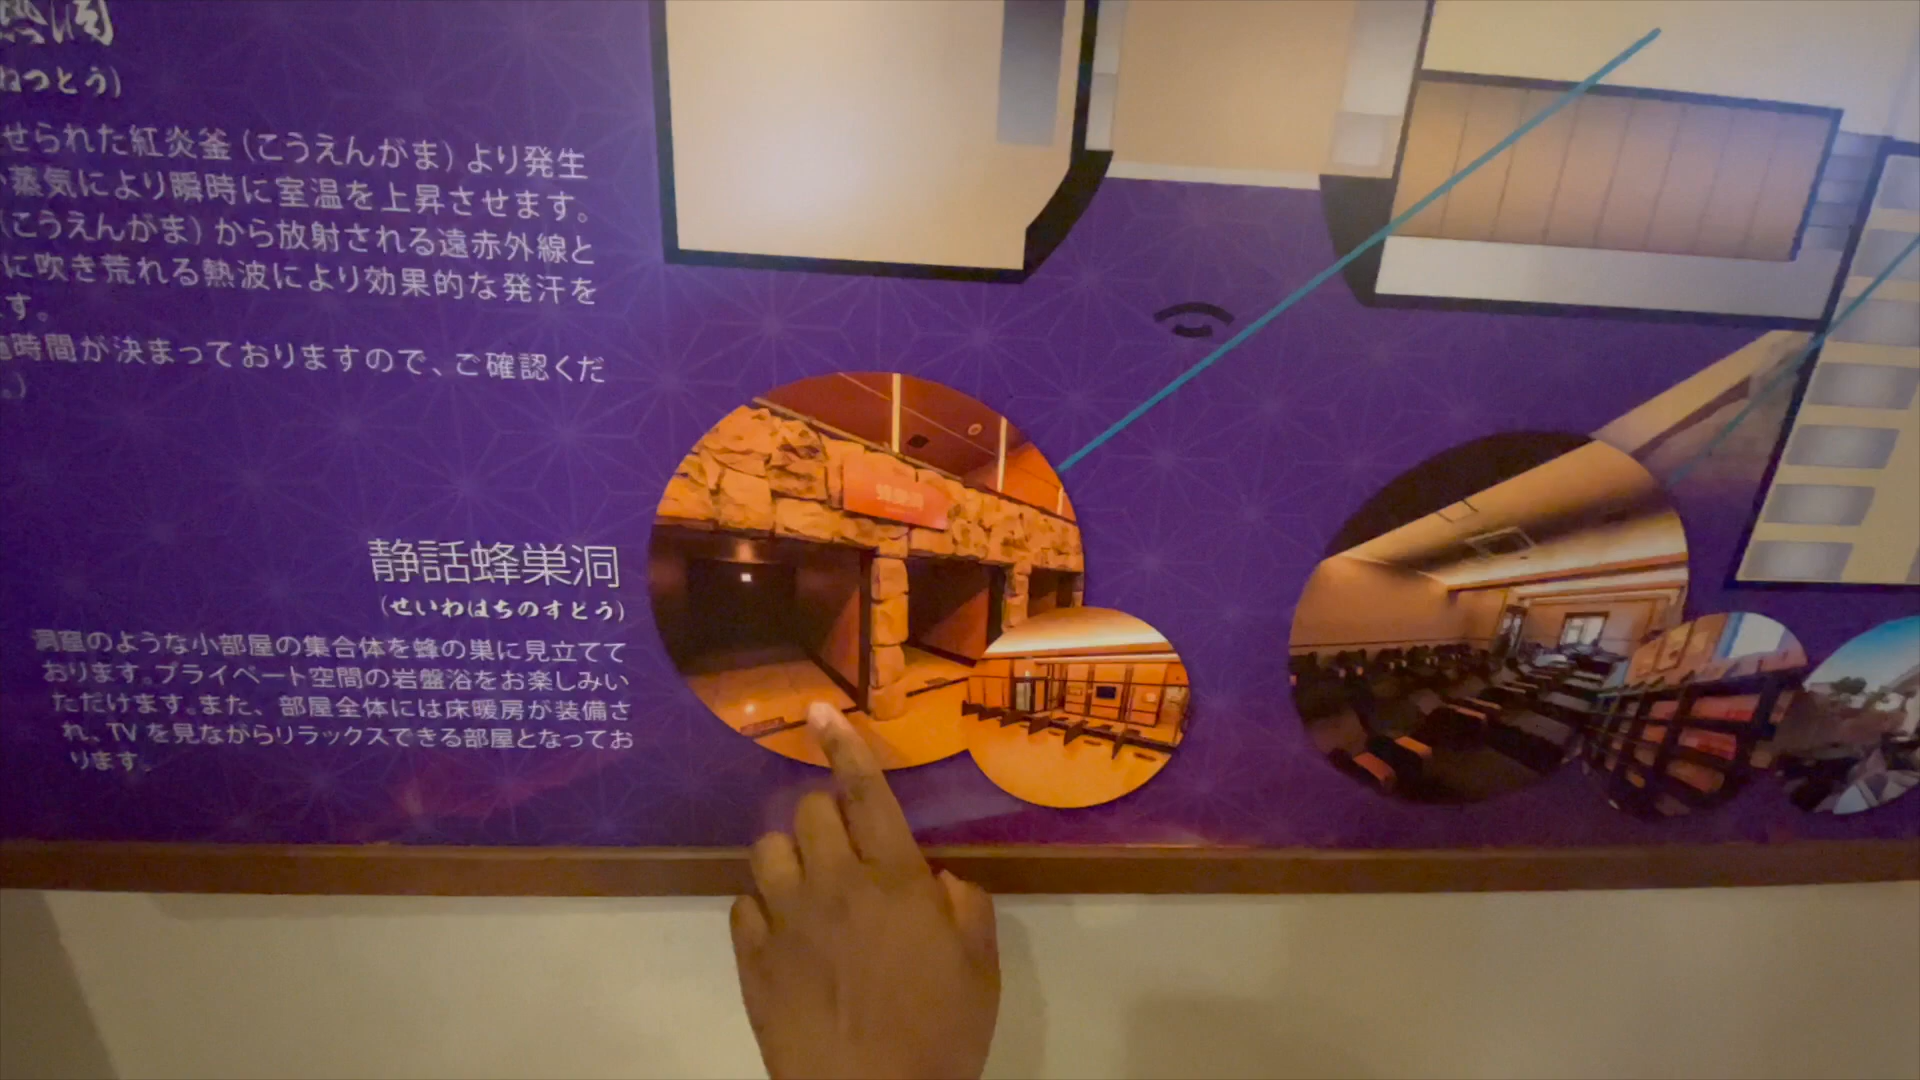 熱洞
ねつとう)
せられた紅炎釜(こうえんがま)より発生
蒸気により瞬時に室温を上昇させます。
(こうえんがま)から放射される遠赤外線と
に吹き荒れる熱波により効果的な発汗を
す。
施時間が決まっておりますので、ご確認くだ
。)
静話蜂巣洞
(せいわはちのすとう)
洞窟のような小部屋の集合体を蜂の巣に見立てて
おります。プライベート空間の岩盤浴をお楽しみい
ただけます。また、部屋全体には床暖房が装備さ
れ、TVを見ながらリラックスできる部屋となってお
ります。
蜂巣洞